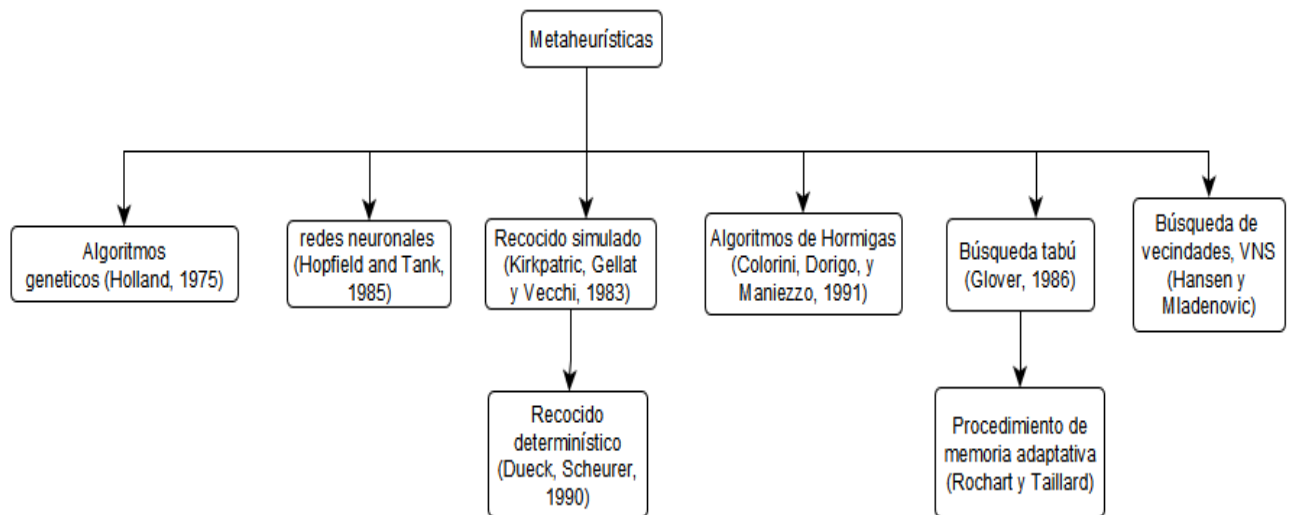 Metaheurísticas
Algoritmos
geneticos (Holland, 1975)
redes neuronales
(Hopfield and Tank,
1985)
Recocido simulado
(Kirkpatric, Gellat
y Vecchi, 1983)
Algoritmos de Hormigas
(Colorini, Dorigo, y
Maniezzo, 1991)
Búsqueda tabú
(Glover, 1986)
Búsqueda de
vecindades, VNS
(Hansen y
Mladenovic)
Recocido
determinístico
(Dueck, Scheurer,
1990)
Procedimiento de
memoria adaptativa
(Rochart y Taillard)